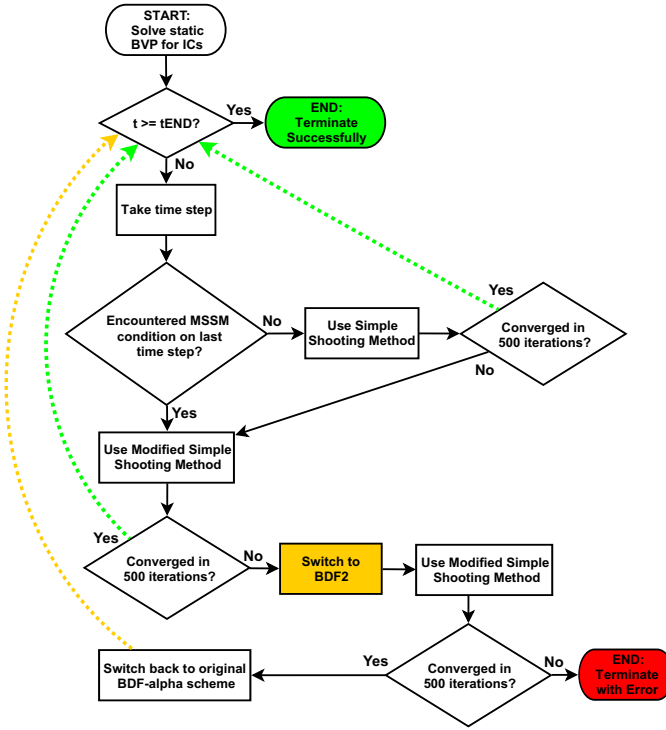 START:
Solve static
BVP for ICs
t >= tEND?
Yes
END:
Terminate
Successfully
No
Take time step
Encountered MSSM
condition on last
time step?
No
Use Simple
Shooting Method
Yes
Converged in
500 iterations?
No
Yes
Use Modified Simple
Shooting Method
Yes
Converged in
500 iterations?
No
Switch to
BDF2
Use Modified Simple
Shooting Method
Converged in
500 iterations?
Yes
Switch back to original
BDF-alpha scheme
No
END:
Terminate
with Error